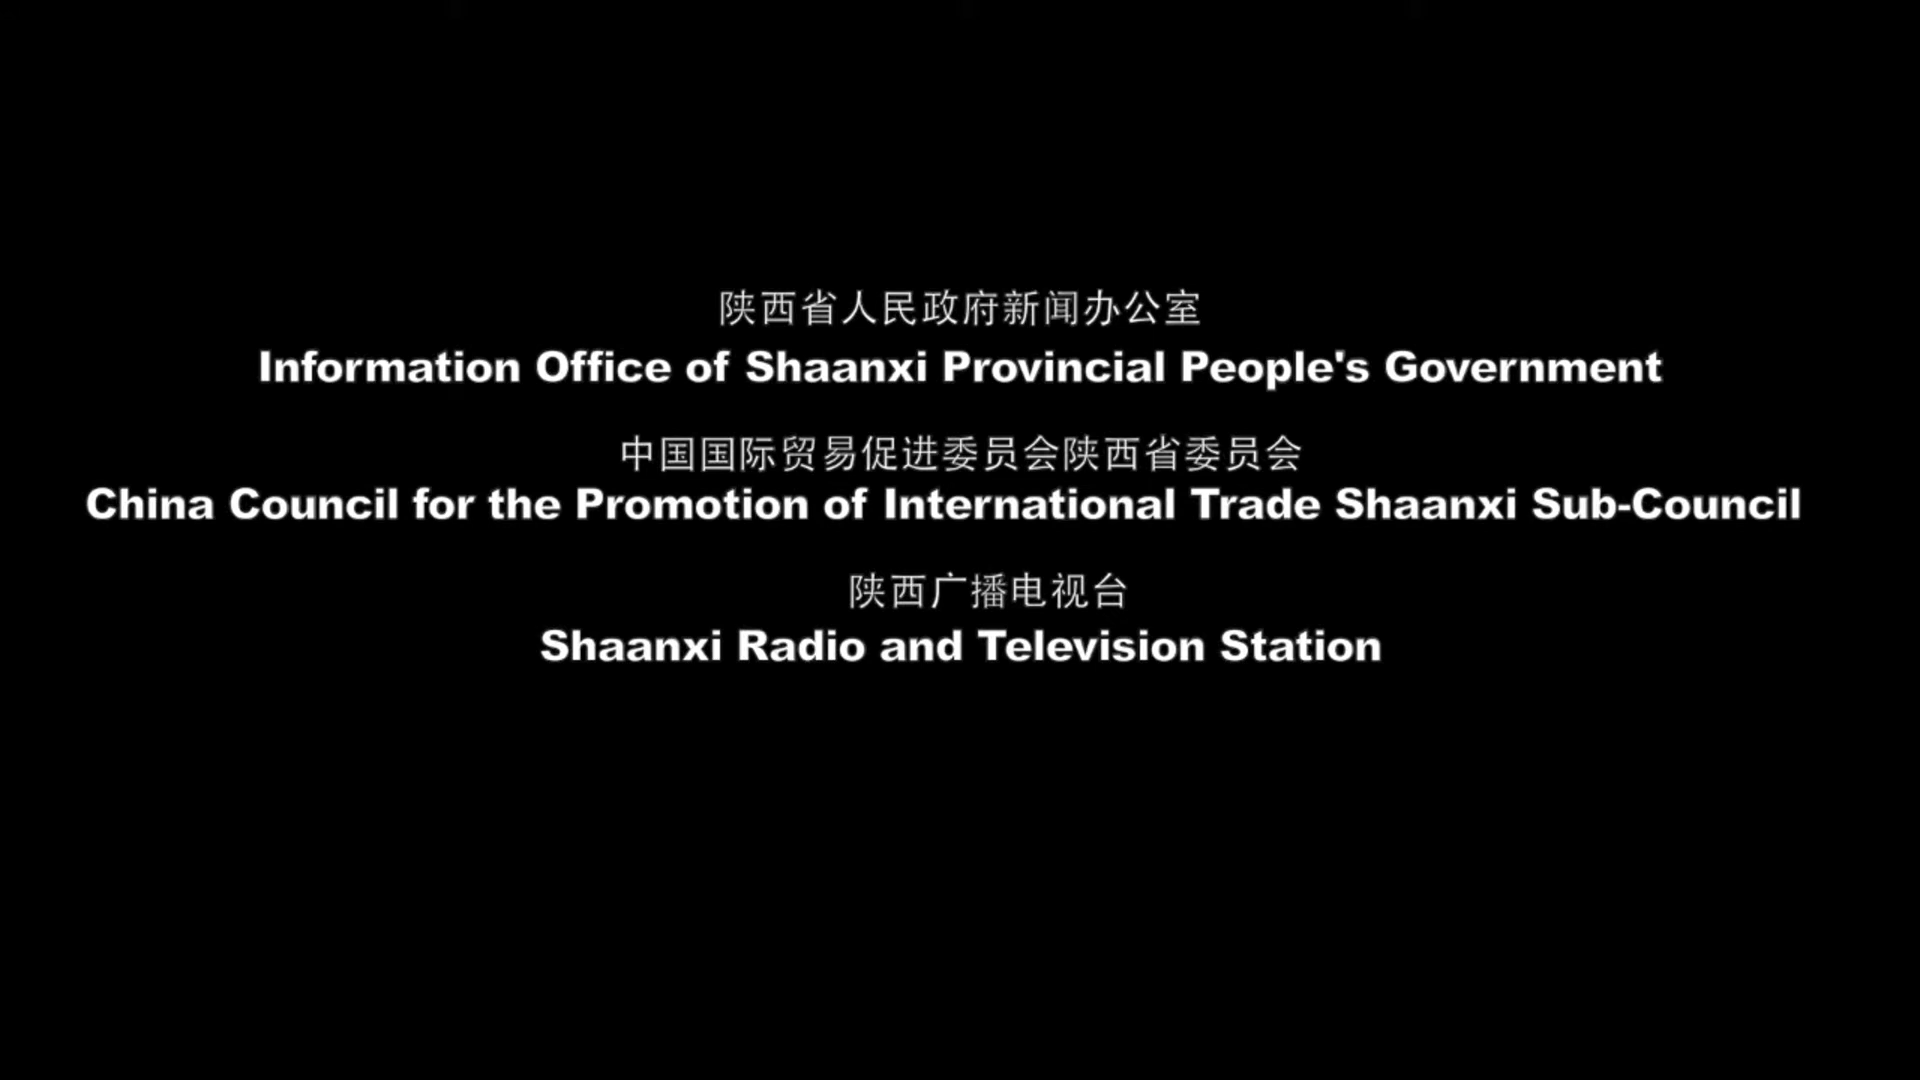 陕西省人民政府新闻办公室
Information Office of Shaanxi Provincial People's Government
中国国际贸易促进委员会陕西省委员会
China Council for the Promotion of International Trade Shaanxi Sub-Council
陕西广播电视台
Shaanxi Radio and Television Station